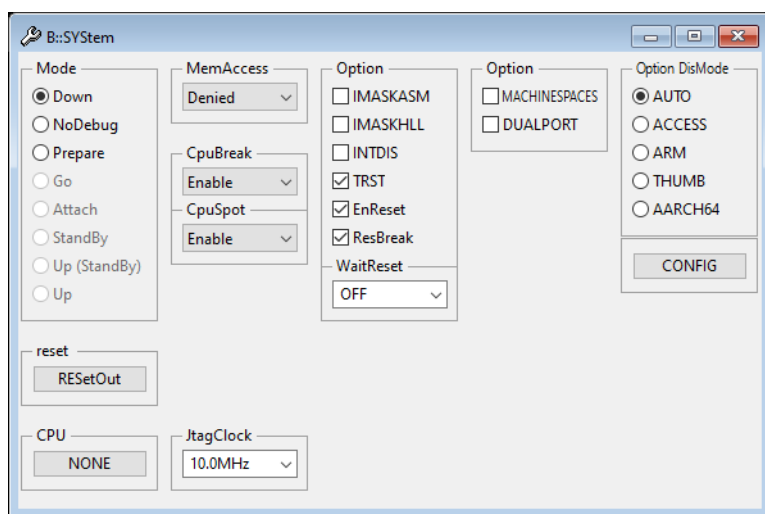 B::SYStem
Mode
Down
NoDebug
Prepare
Go
Attach
StandBy
Up (StandBy)
Up
reset
RESetOut
CPU
NONE
MemAccess
Denied
CpuBreak
Enable
CpuSpot
Enable
JtagClock
10.0MHz
Option
IMASKASM
IMASKHLL
INTDIS
TRST
EnReset
ResBreak
WaitReset
OFF
Option
MACHINESPACES
DUALPORT
Option DisMode
AUTO
ACCESS
ARM
THUMB
AARCH64
CONFIG